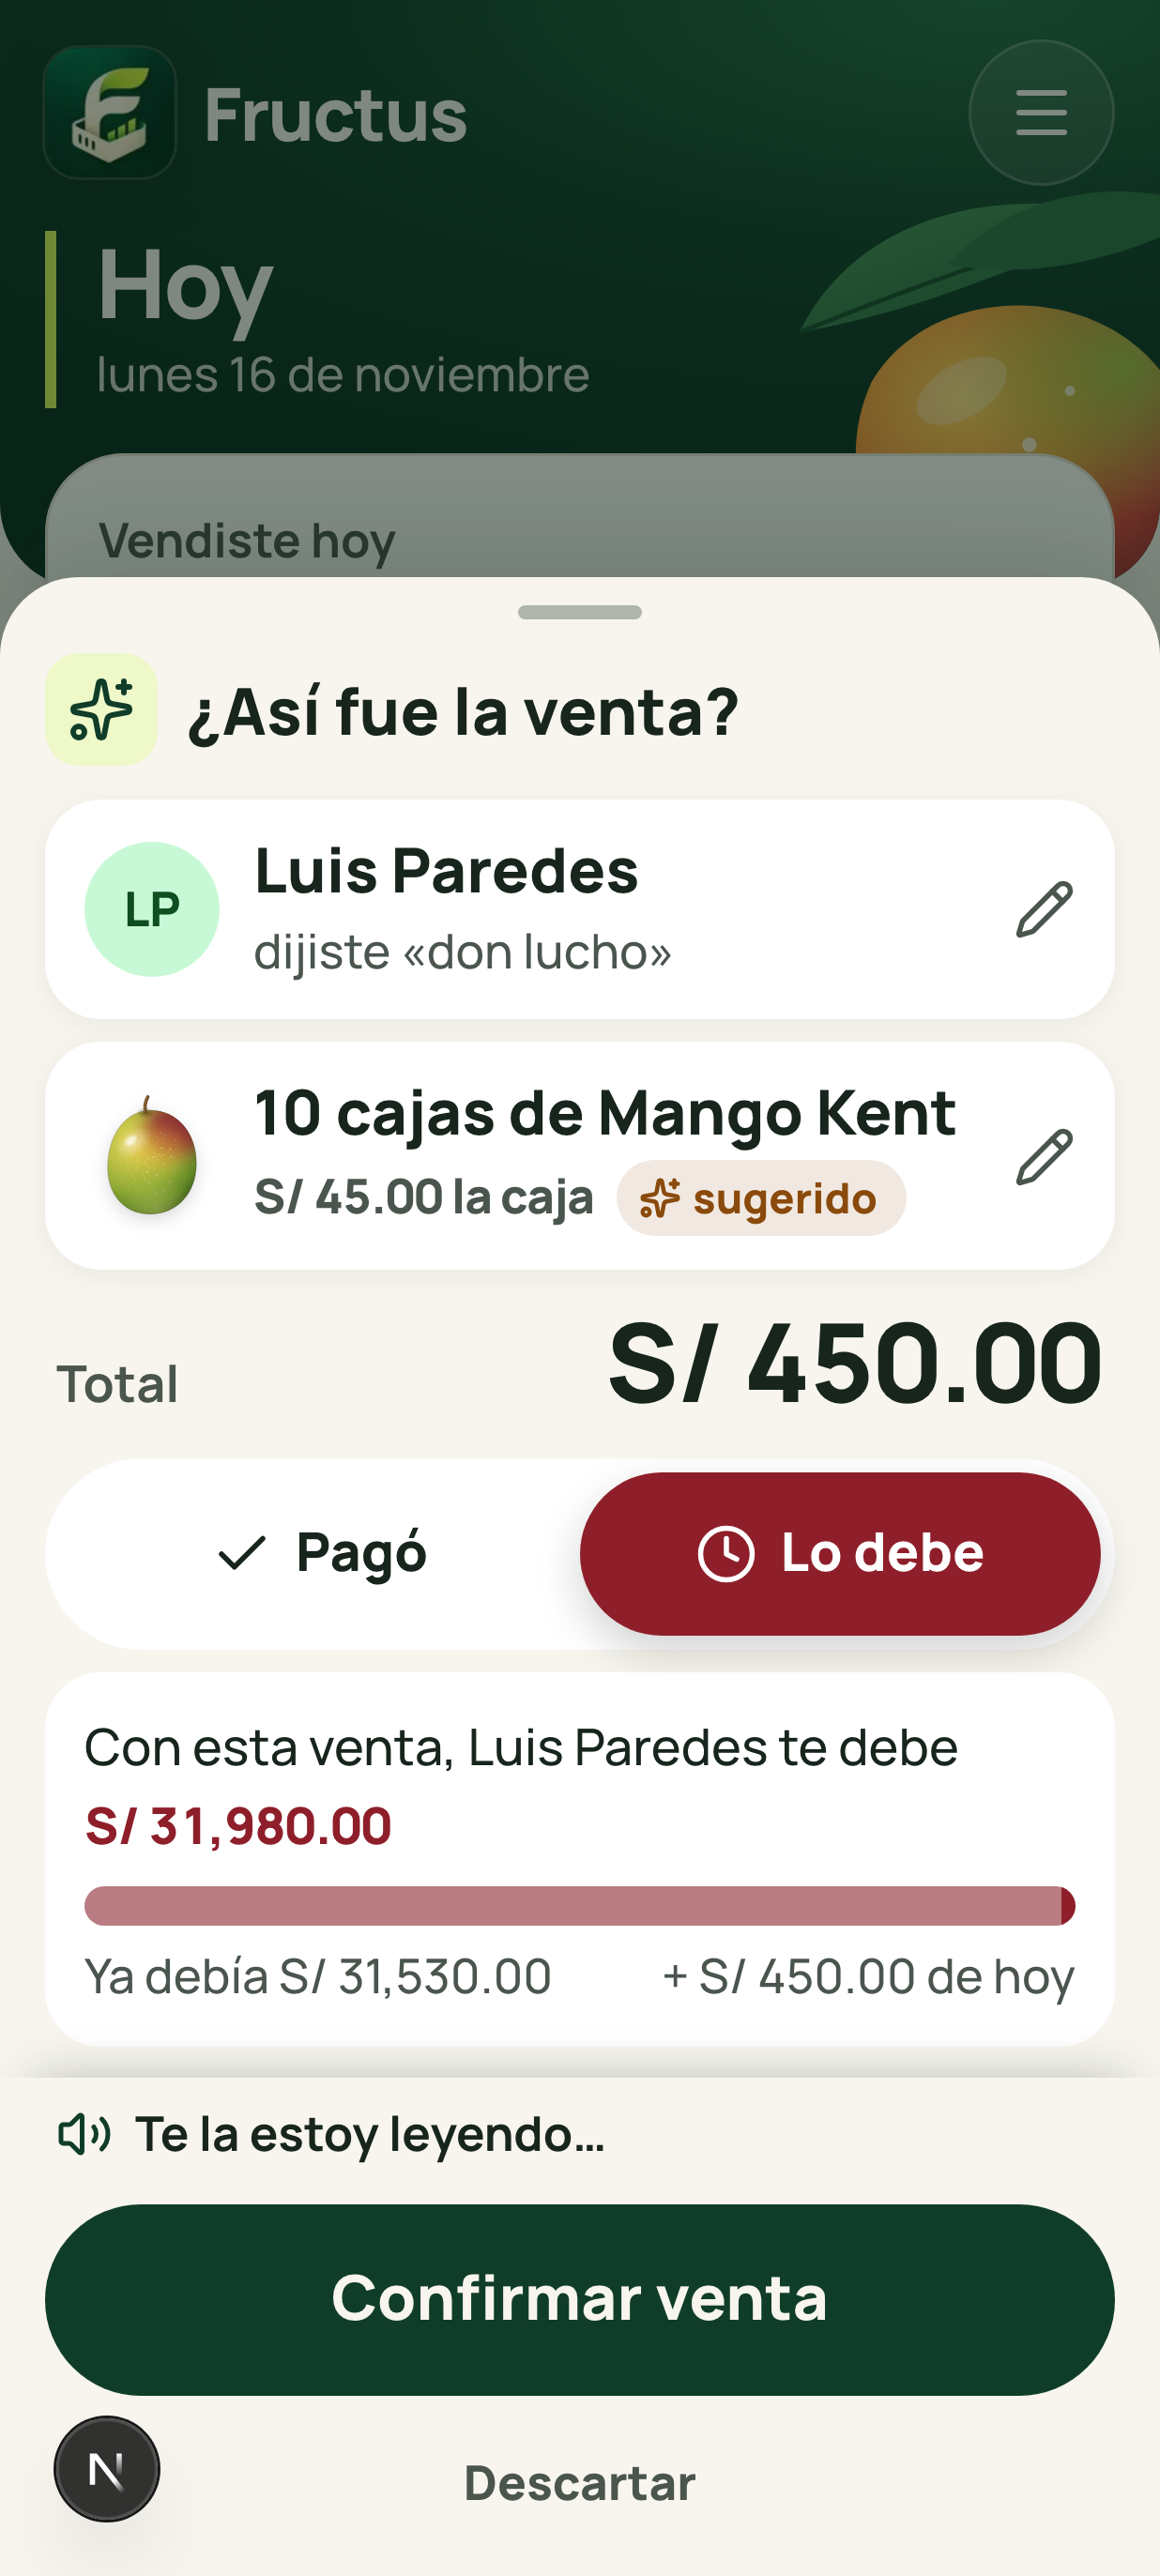 Fructus
Hoy
lunes 16 de noviembre
Vendiste hoy
¿Así fue la venta?
LP
Luis Paredes
dijiste «don lucho»
10 cajas de Mango Kent
S/ 45.00 la caja sugerido
Total S/ 450.00
Pagó Lo debe
Con esta venta, Luis Paredes te debe
S/ 31,980.00
Ya debía S/ 31,530.00 + S/ 450.00 de hoy
Te la estoy leyendo...
Confirmar venta
N
Descartar